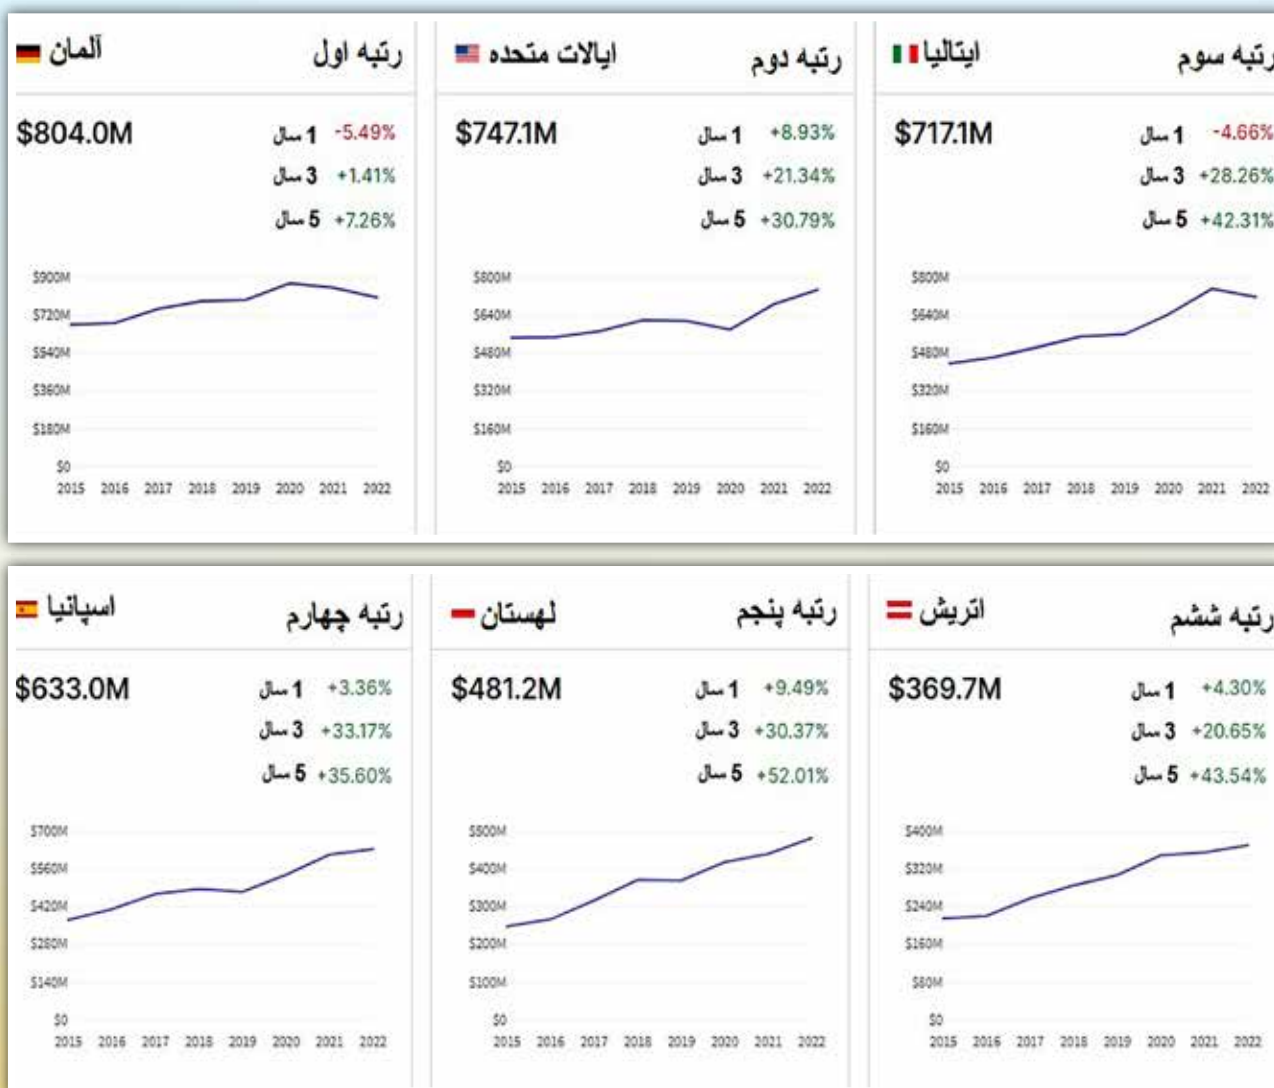 رتبه اول آلمان
$804.0M 1 سال -5.49%
3 سال +1.41%
5 سال +7.26%
$900M
$720M
$540M
$360M
$180M
$0
2015 2016 2017 2018 2019 2020 2021 2022
رتبه دوم ایالات متحده
$747.1M 1 سال +8.93%
3 سال +21.34%
5 سال +30.79%
$800M
$640M
$480M
$320M
$160M
$0
2015 2016 2017 2018 2019 2020 2021 2022
رتبه سوم ایتالیا
$717.1M 1 سال -4.66%
3 سال +28.26%
5 سال +42.31%
$800M
$640M
$480M
$320M
$160M
$0
2015 2016 2017 2018 2019 2020 2021 2022
رتبه چهارم اسپانیا
$633.0M 1 سال +3.36%
3 سال +33.17%
5 سال +35.60%
$700M
$560M
$420M
$280M
$140M
$0
2015 2016 2017 2018 2019 2020 2021 2022
رتبه پنجم لهستان
$481.2M 1 سال +9.49%
3 سال +30.37%
5 سال +52.01%
$500M
$400M
$300M
$200M
$100M
$0
2015 2016 2017 2018 2019 2020 2021 2022
رتبه ششم اتریش
$369.7M 1 سال +4.30%
3 سال +20.65%
5 سال +43.54%
$400M
$320M
$240M
$160M
$80M
$0
2015 2016 2017 2018 2019 2020 2021 2022